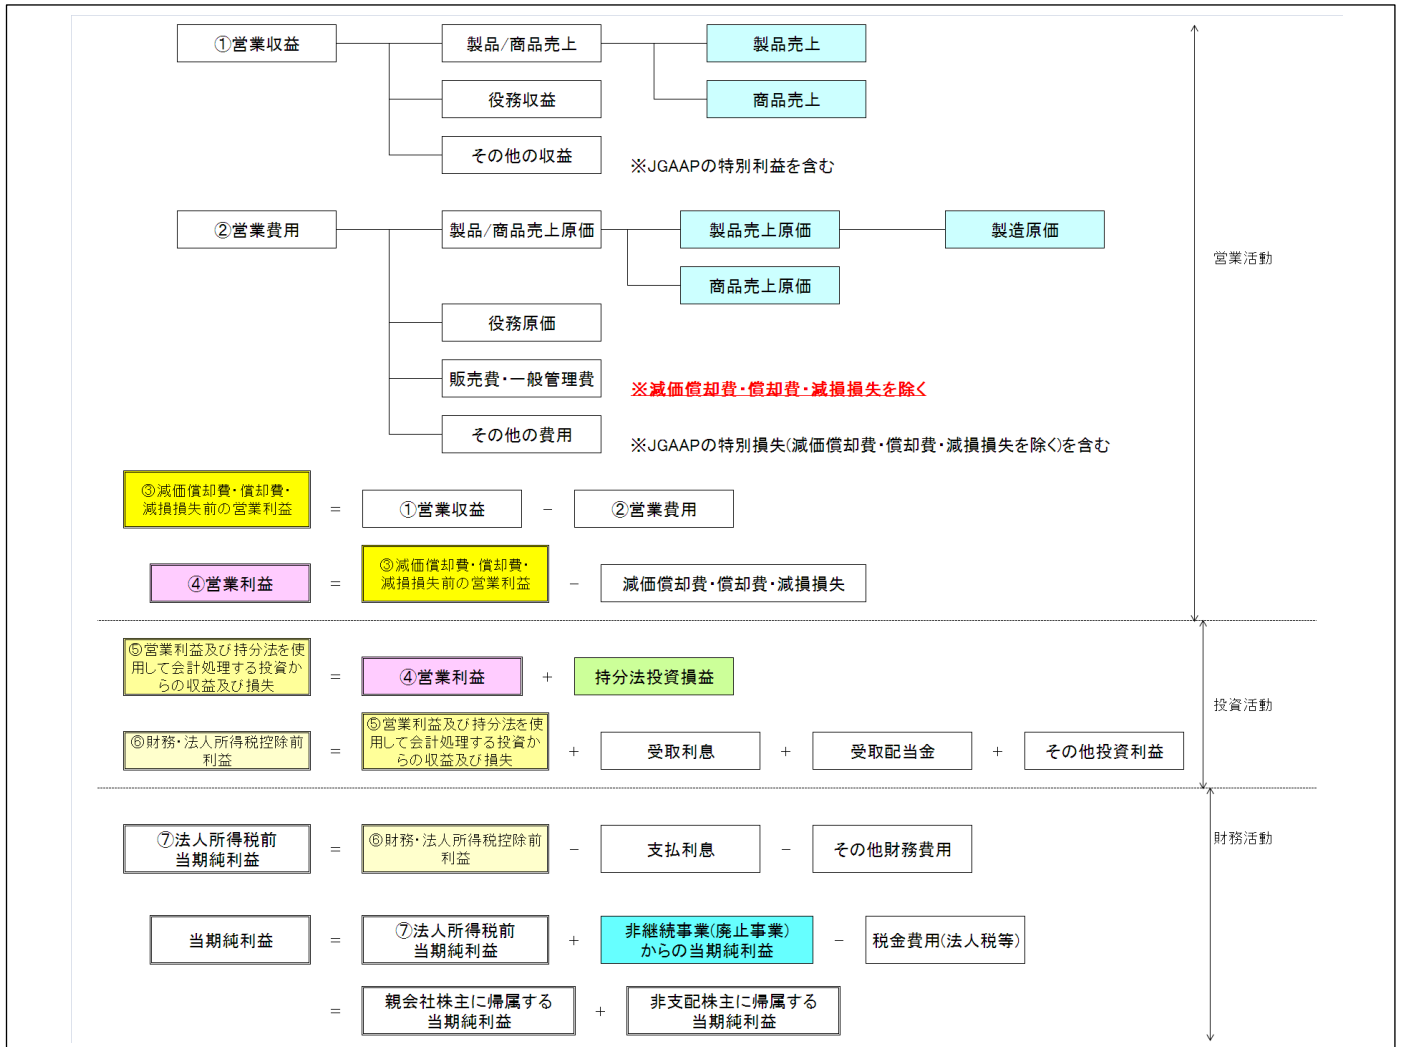 ①営業収益
製品/商品売上
製品売上
役務収益
商品売上
その他の収益
※JGAAPの特別利益を含む
②営業費用
製品/商品売上原価
製品売上原価
製造原価
営業活動
商品売上原価
役務原価
販売費・一般管理費
※減価償却費・償却費・減損損失を除く
その他の費用
※JGAAPの特別損失(減価償却費・償却費・減損損失を除く)を含む
③減価償却費・償却費・
減損損失前の営業利益
=
①営業収益
−
②営業費用
④営業利益
=
③減価償却費・償却費・
減損損失前の営業利益
−
減価償却費・償却費・減損損失
⑤営業利益及び持分法を使
用して会計処理する投資か
らの収益及び損失
=
④営業利益
+
持分法投資損益
投資活動
⑥財務・法人所得税控除前
利益
=
⑤営業利益及び持分法を使
用して会計処理する投資か
らの収益及び損失
+
受取利息
+
受取配当金
+
その他投資利益
⑦法人所得税前
当期純利益
=
⑥財務・法人所得税控除前
利益
−
支払利息
−
その他財務費用
財務活動
当期純利益
=
⑦法人所得税前
当期純利益
+
非継続事業(廃止事業)
からの当期純利益
−
税金費用(法人税等)
=
親会社株主に帰属する
当期純利益
+
非支配株主に帰属する
当期純利益